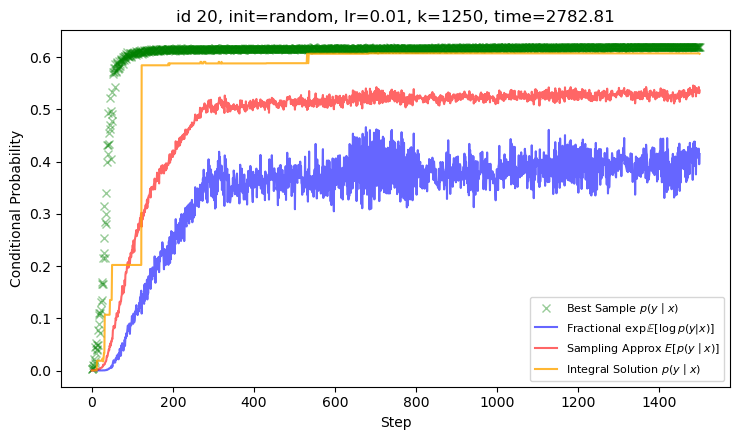 id 20, init=random, lr=0.01, k=1250, time=2782.81
Conditional Probability
0.6
0.5
0.4
0.3
0.2
0.1
0.0
Best Sample p(y | x)
Fractional exp𝔼[log p(y|x)]
Sampling Approx E[p(y | x)]
Integral Solution p(y | x)
0 200 400 600 800 1000 1200 1400
Step